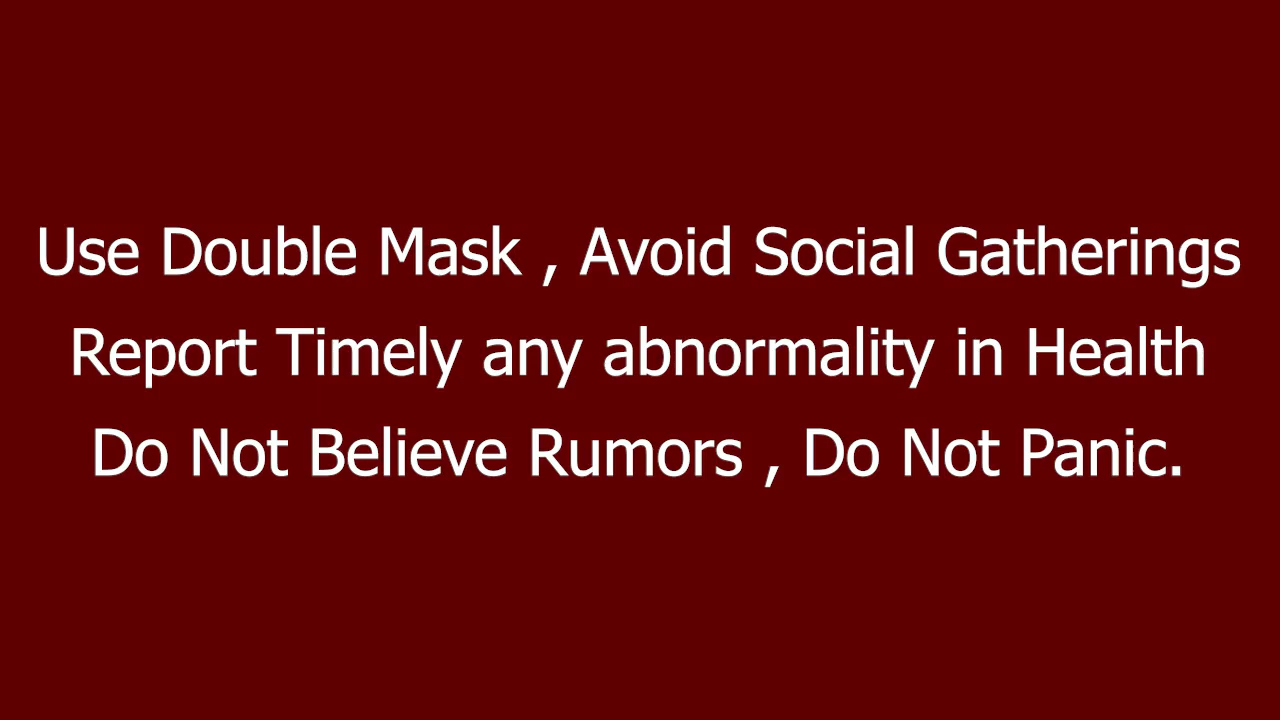 Use Double Mask , Avoid Social Gatherings
Report Timely any abnormality in Health
Do Not Believe Rumors , Do Not Panic.